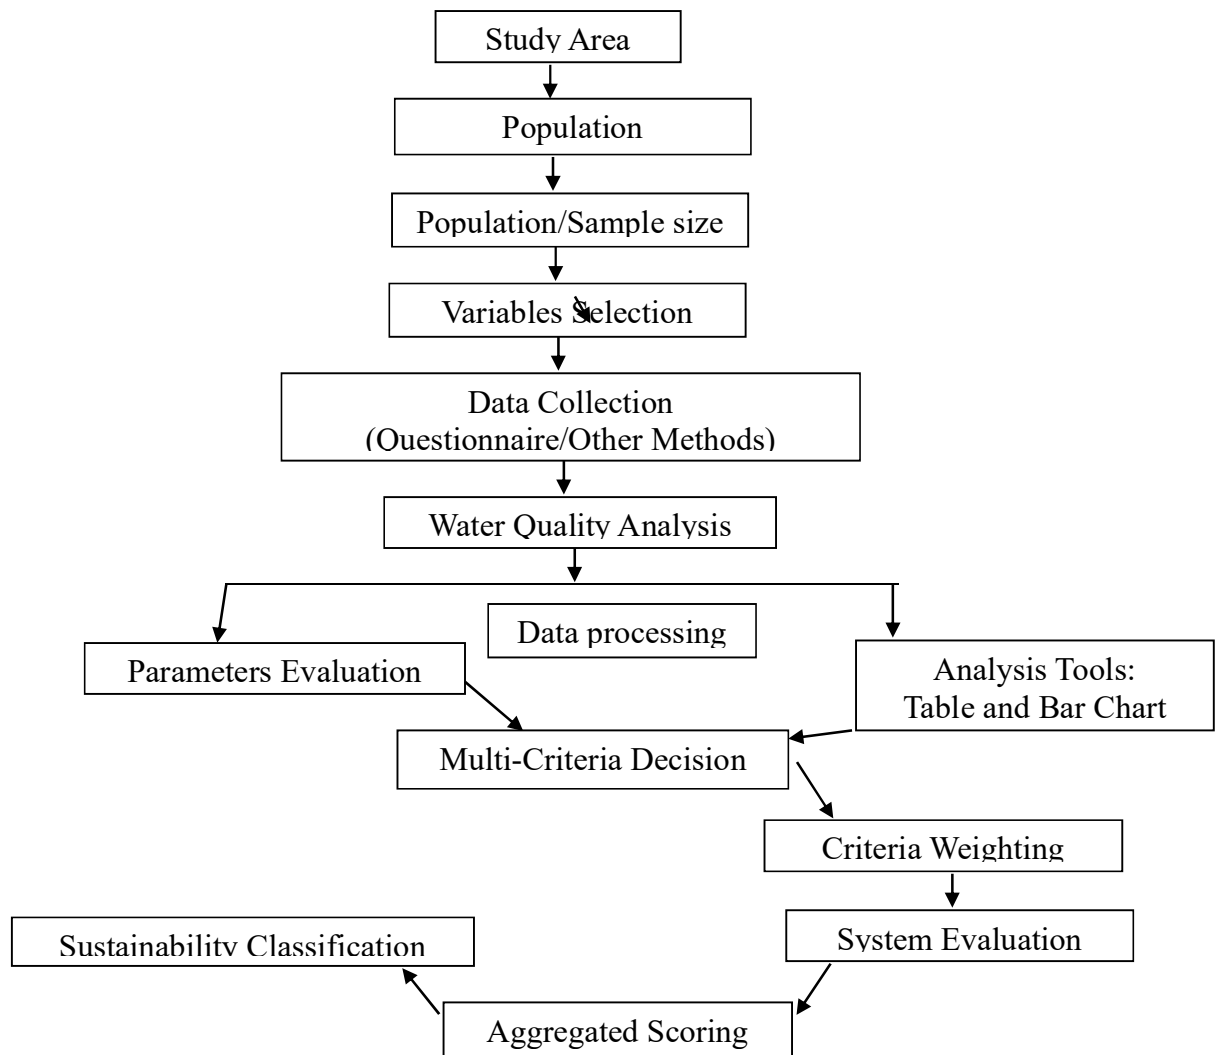 Study Area
Population
Population/Sample size
Variables Selection
Data Collection
(Questionnaire/Other Methods)
Water Quality Analysis
Data processing
Parameters Evaluation
Analysis Tools:
Table and Bar Chart
Multi-Criteria Decision
Criteria Weighting
System Evaluation
Sustainability Classification
Aggregated Scoring